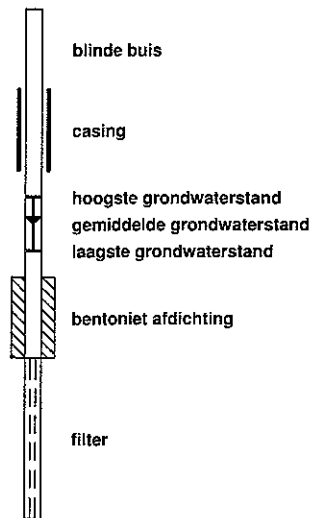 blinde buis
casing
hoogste grondwaterstand
gemiddelde grondwaterstand
laagste grondwaterstand
bentoniet afdichting
filter